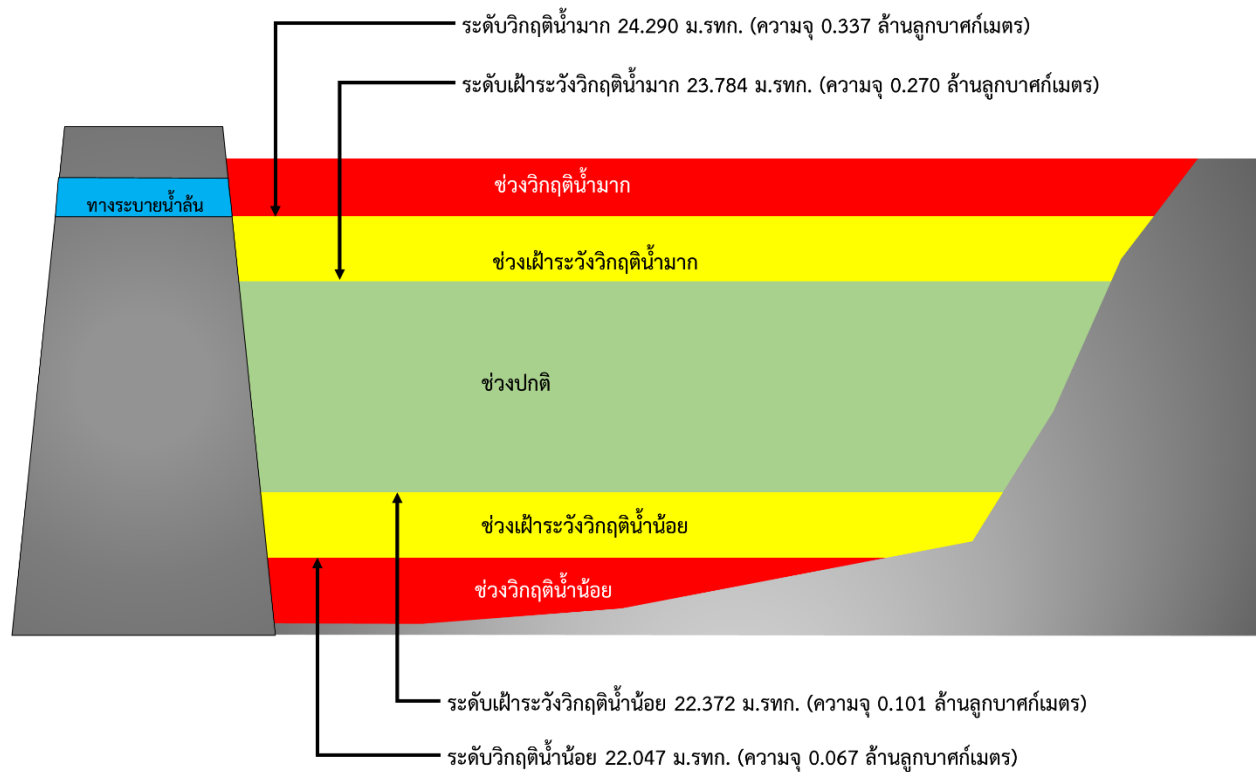 ระดับวิกฤติน้ำมาก 24.290 ม.รทก. (ความจุ 0.337 ล้านลูกบาศก์เมตร)
ระดับเฝ้าระวังวิกฤติน้ำมาก 23.784 ม.รทก. (ความจุ 0.270 ล้านลูกบาศก์เมตร)
ช่วงวิกฤติน้ำมาก
ทางระบายน้ำล้น
ช่วงเฝ้าระวังวิกฤติน้ำมาก
ช่วงปกติ
ช่วงเฝ้าระวังวิกฤติน้ำน้อย
ช่วงวิกฤติน้ำน้อย
ระดับเฝ้าระวังวิกฤติน้ำน้อย 22.372 ม.รทก. (ความจุ 0.101 ล้านลูกบาศก์เมตร)
ระดับวิกฤติน้ำน้อย 22.047 ม.รทก. (ความจุ 0.067 ล้านลูกบาศก์เมตร)